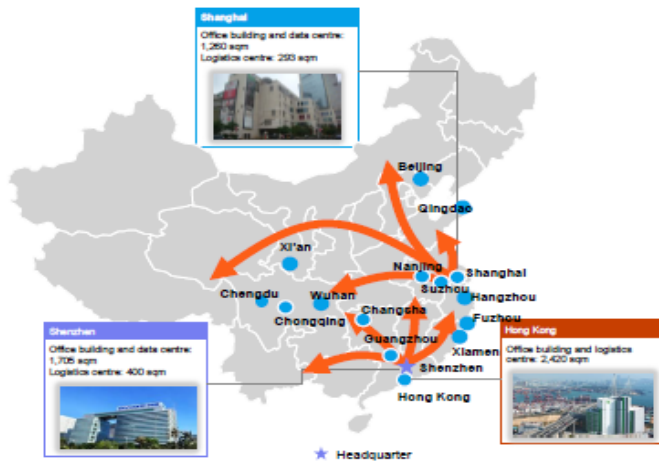 Shanghai
Office building and data centre:
1,260 sqm
Logistics centre: 293 sqm
Beijing
Qingdao
Xi'an
Nanjing
Shanghai
Suzhou
Chengdu
Wuhan
Hangzhou
Chongqing
Changsha
Fuzhou
Shenzhen
Office building and data centre:
1,705 sqm
Logistics centre: 400 sqm
Guangzhou
Xiamen
Hong Kong
Office building and logistics
centre: 2,420 sqm
Shenzhen
Hong Kong
Headquarter